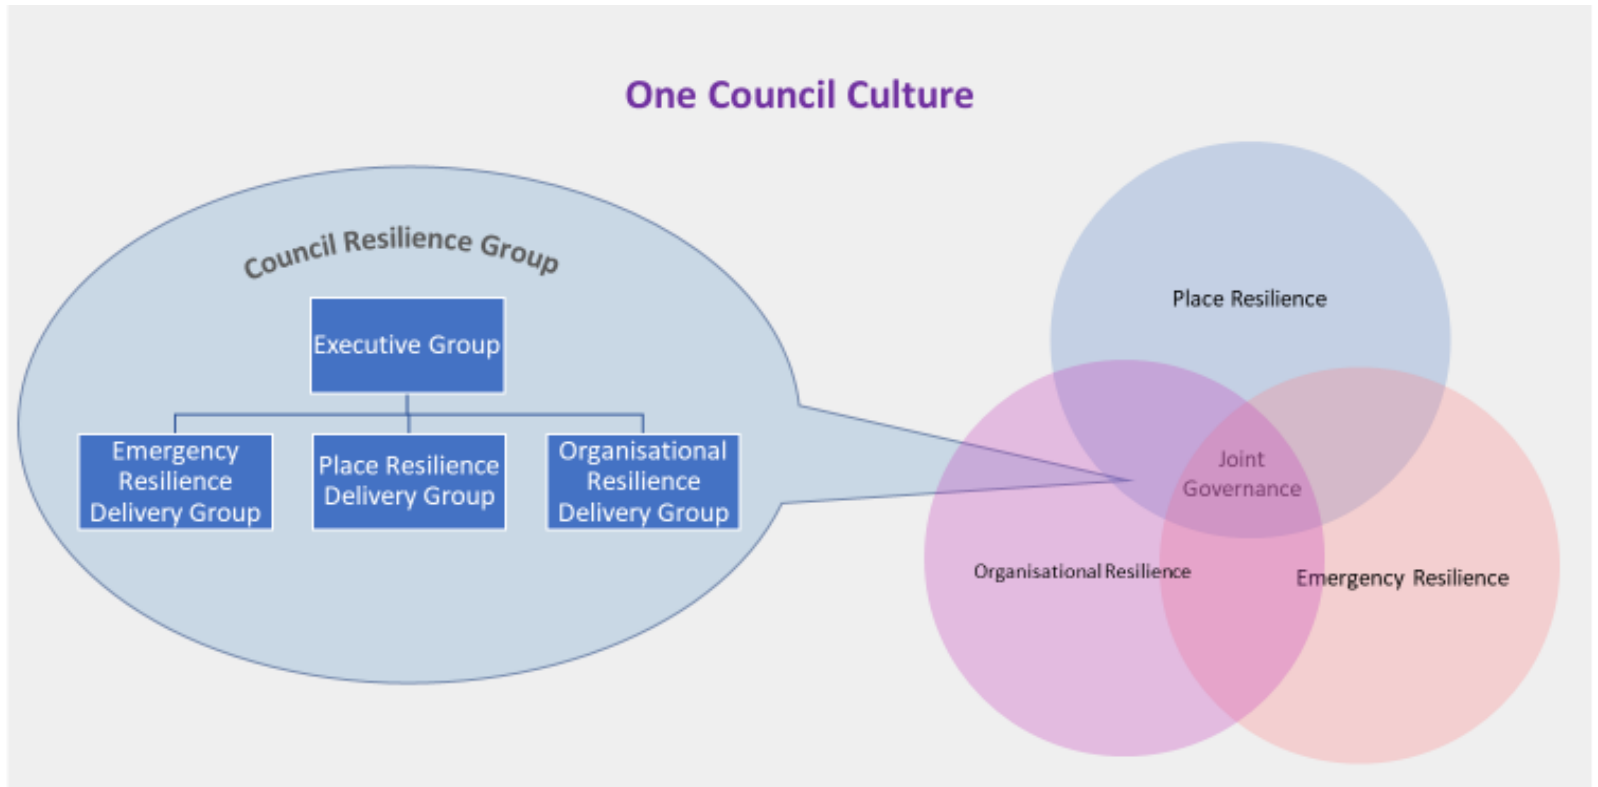 One Council Culture
Council Resilience Group
Executive Group
Emergency
Resilience
Delivery Group
Place Resilience
Delivery Group
Organisational
Resilience
Delivery Group
Place Resilience
Joint
Governance
Organisational Resilience
Emergency Resilience